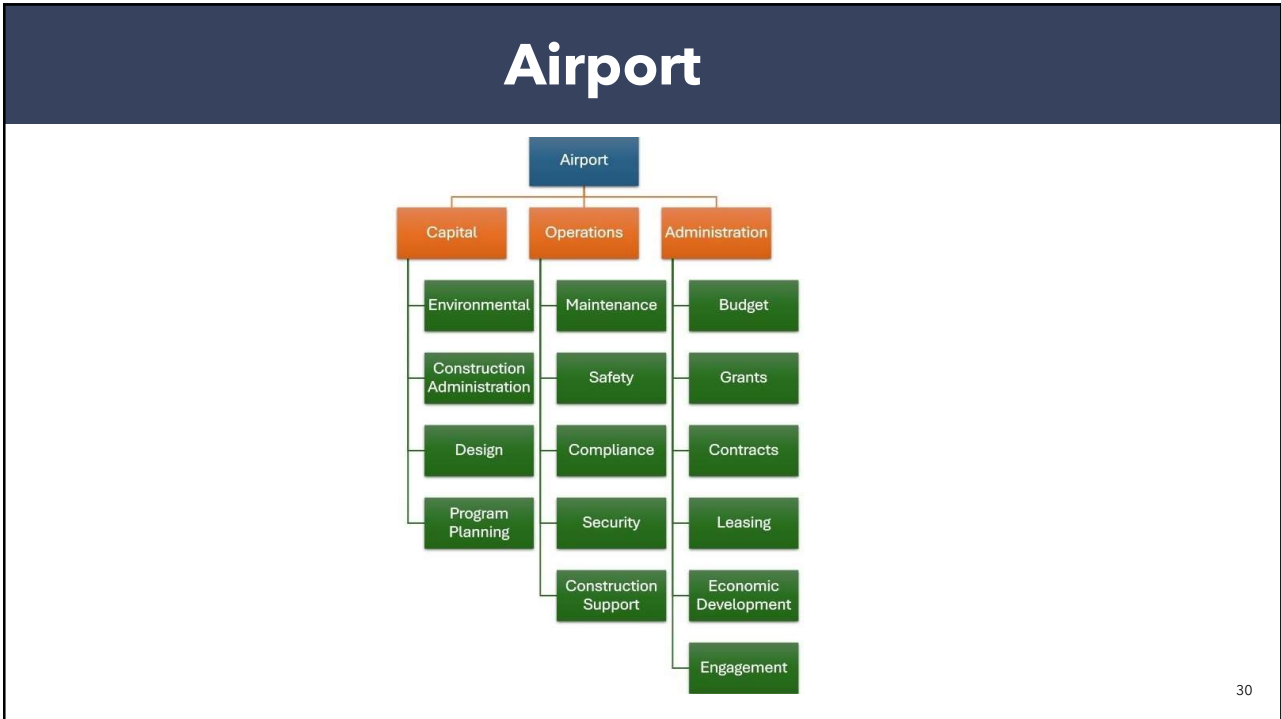 Airport
Airport
Capital
Operations
Administration
Environmental
Maintenance
Budget
Construction
Administration
Safety
Grants
Design
Compliance
Contracts
Program
Planning
Security
Leasing
Construction
Support
Economic
Development
Engagement
30